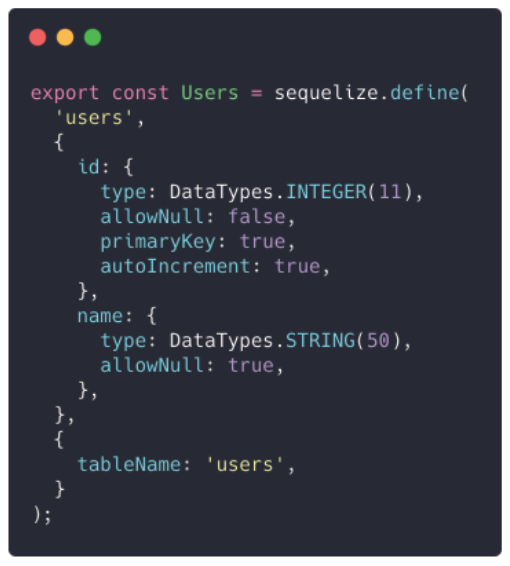 export const Users = sequelize.define(
  'users',
  {
    id: {
      type: DataTypes.INTEGER(11),
      allowNull: false,
      primaryKey: true,
      autoIncrement: true,
    },
    name: {
      type: DataTypes.STRING(50),
      allowNull: true,
    },
  },
  {
    tableName: 'users',
  }
);